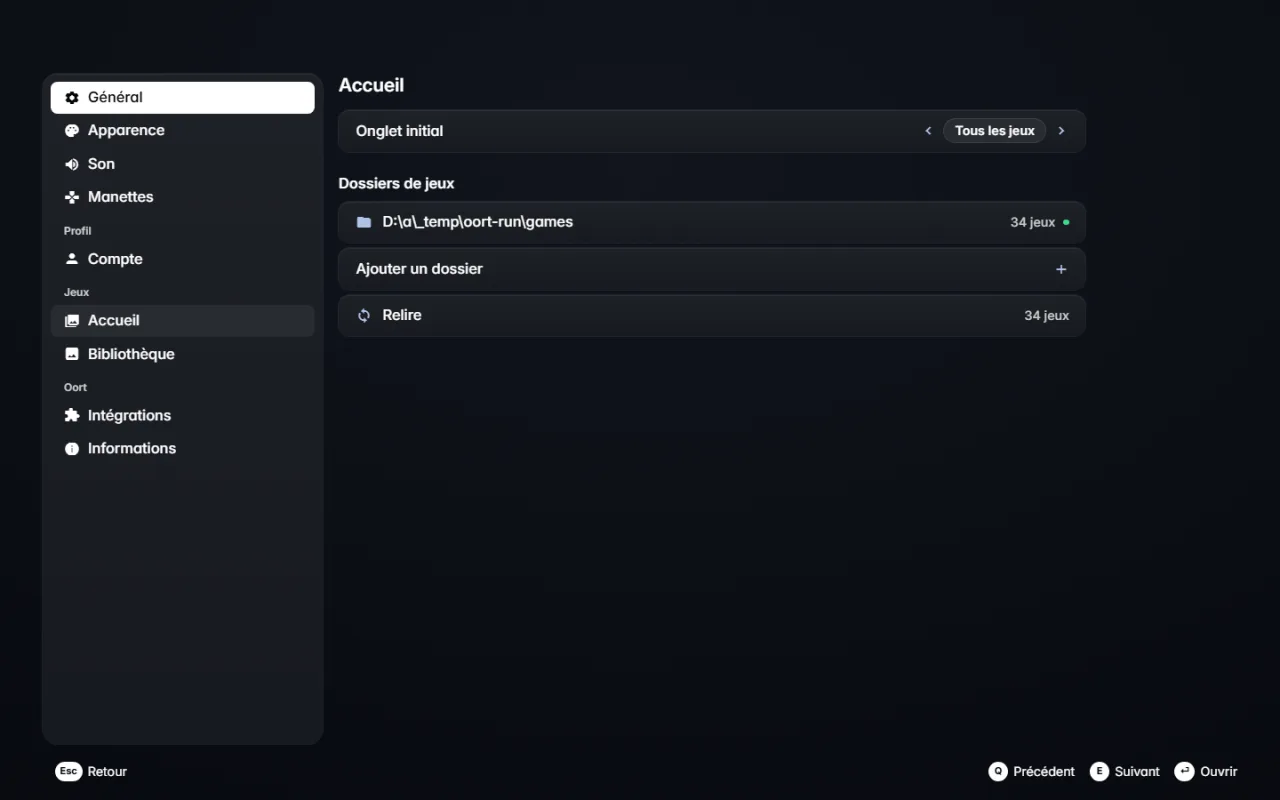 Général
Apparence
Son
Manettes
Profil
Compte
Jeux
Accueil
Bibliothèque
Oort
Intégrations
Informations
Accueil
Onglet initial
Tous les jeux
Dossiers de jeux
D:\a\_temp\oort-run\games
34 jeux
Ajouter un dossier
Relire
34 jeux
Esc Retour
Q Précédent
E Suivant
Ouvrir